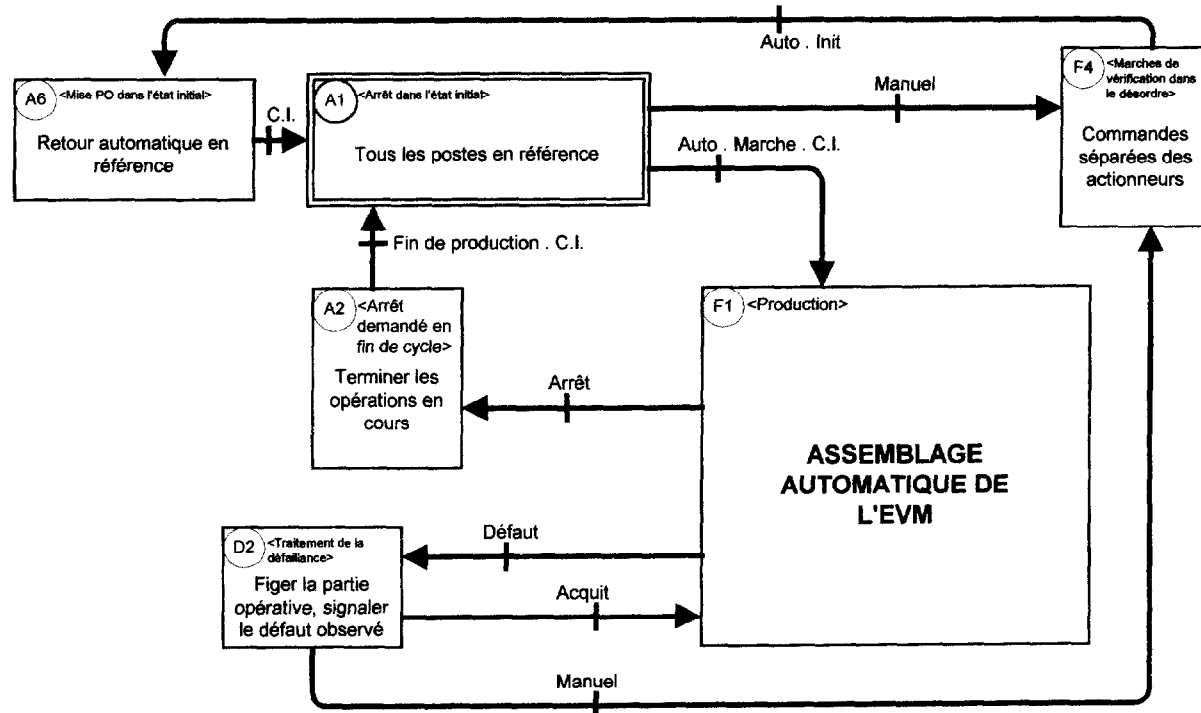 Auto . Init
A6 <Mise PO dans l'état initial>
Retour automatique en
référence
C.I.
A1 <Arrêt dans l'état initial>
Tous les postes en référence
Manuel
Auto . Marche . C.I.
F4 <Marches de
vérification dans
le désordre>
Commandes
séparées des
actionneurs
Fin de production . C.I.
A2 <Arrêt
demandé en
fin de cycle>
Terminer les
opérations en
cours
Arrêt
F1 <Production>
ASSEMBLAGE
AUTOMATIQUE DE
L'EVM
D2 <Traitement de la
défaillance>
Figer la partie
opérative, signaler
le défaut observé
Défaut
Acquit
Manuel